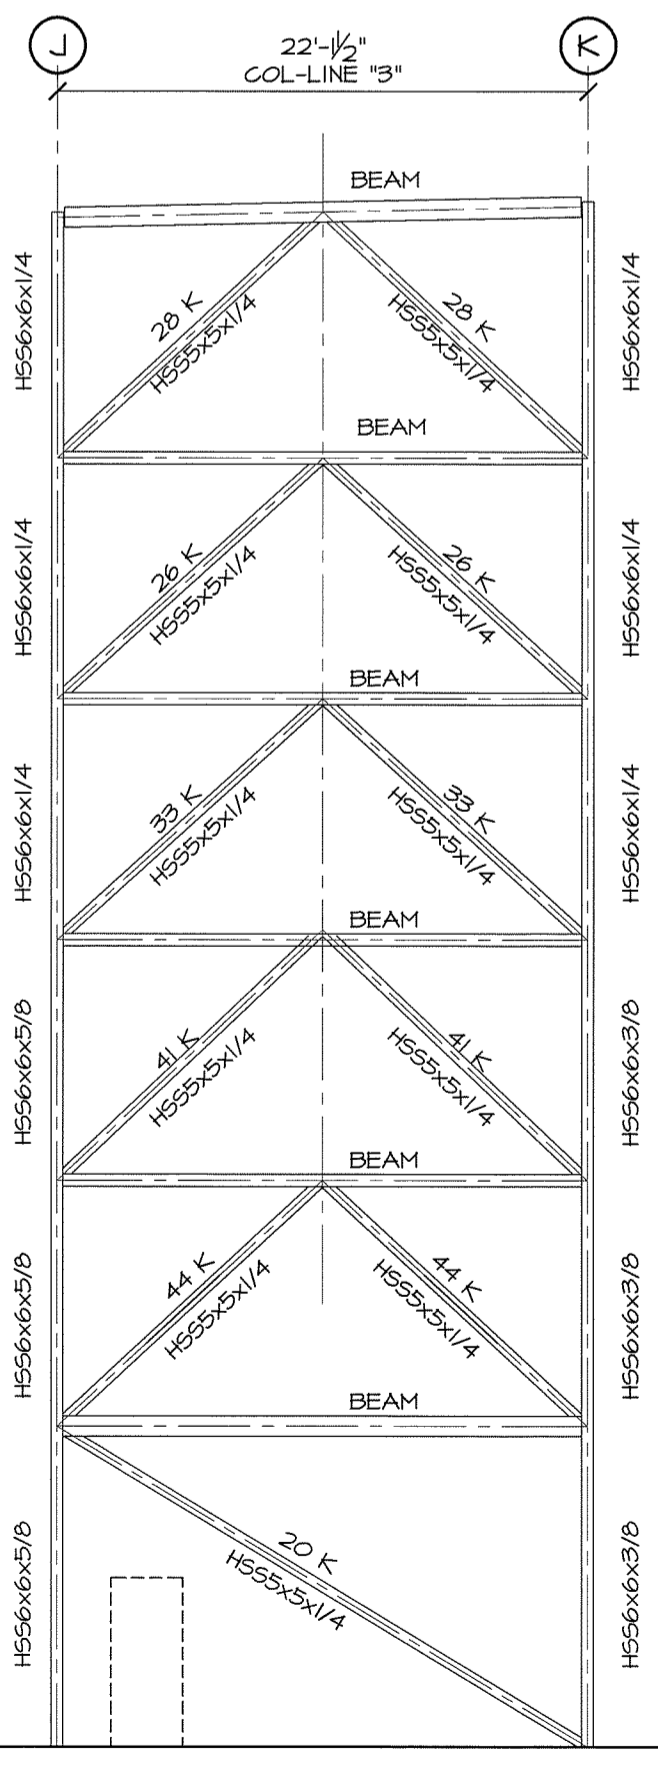 J
K
22'-1/2"
COL-LINE "3"
BEAM
HSS6x6x1/4
28 K
HSS5x5x1/4
28 K
HSS5x5x1/4
HSS6x6x1/4
BEAM
HSS6x6x1/4
26 K
HSS5x5x1/4
26 K
HSS5x5x1/4
HSS6x6x1/4
BEAM
HSS6x6x1/4
33 K
HSS5x5x1/4
33 K
HSS5x5x1/4
HSS6x6x1/4
BEAM
HSS6x6x5/8
41 K
HSS5x5x1/4
41 K
HSS5x5x1/4
HSS6x6x3/8
BEAM
HSS6x6x5/8
44 K
HSS5x5x1/4
44 K
HSS5x5x1/4
HSS6x6x3/8
BEAM
HSS6x6x5/8
20 K
HSS5x5x1/4
HSS6x6x3/8